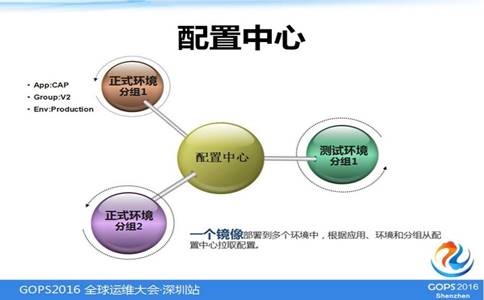 配置中心
• App:CAP
• Group:V2
• Env:Production
正式环境
分组1
配置中心
测试环境
分组1
正式环境
分组2
一个镜像部署到多个环境中，根据应用、环境和分组从配
置中心拉取配置。
GOPS2016 全球运维大会·深圳站
GOPS2016
Shenzhen